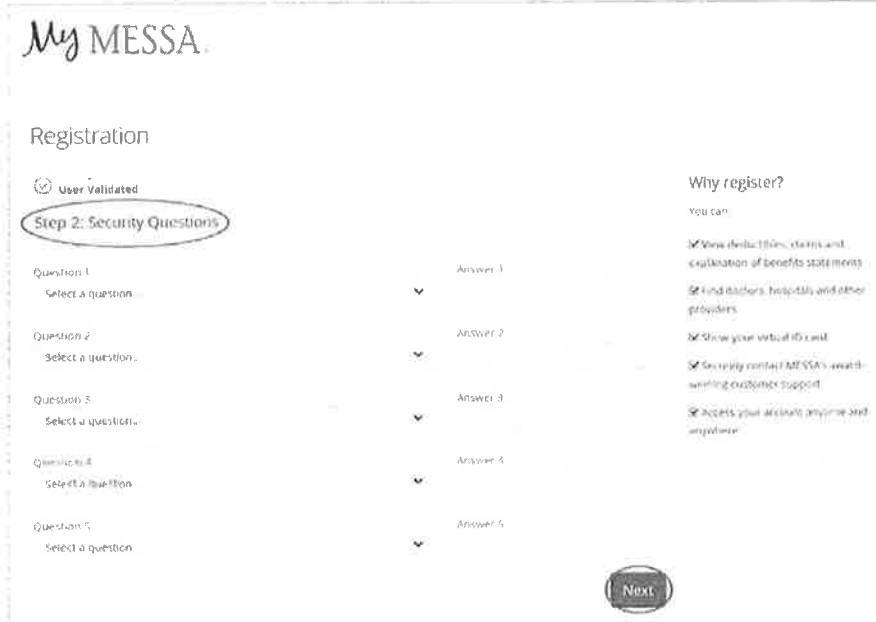 My MESSA
Registration
User Validated
Step 2: Security Questions
Question 1
Answer 1
Select a question...
Question 2
Answer 2
Select a question...
Question 3
Answer 3
Select a question...
Question 4
Answer 4
Select a question
Question 5
Answer 5
Select a question
Next
Why register?
You can
View deductibles, claims and
explanation of benefits statements
Find doctors, hospitals and other
providers
Show your virtual ID card
Securely contact MESSA's award-
winning customer support
Access your account anytime and
anywhere